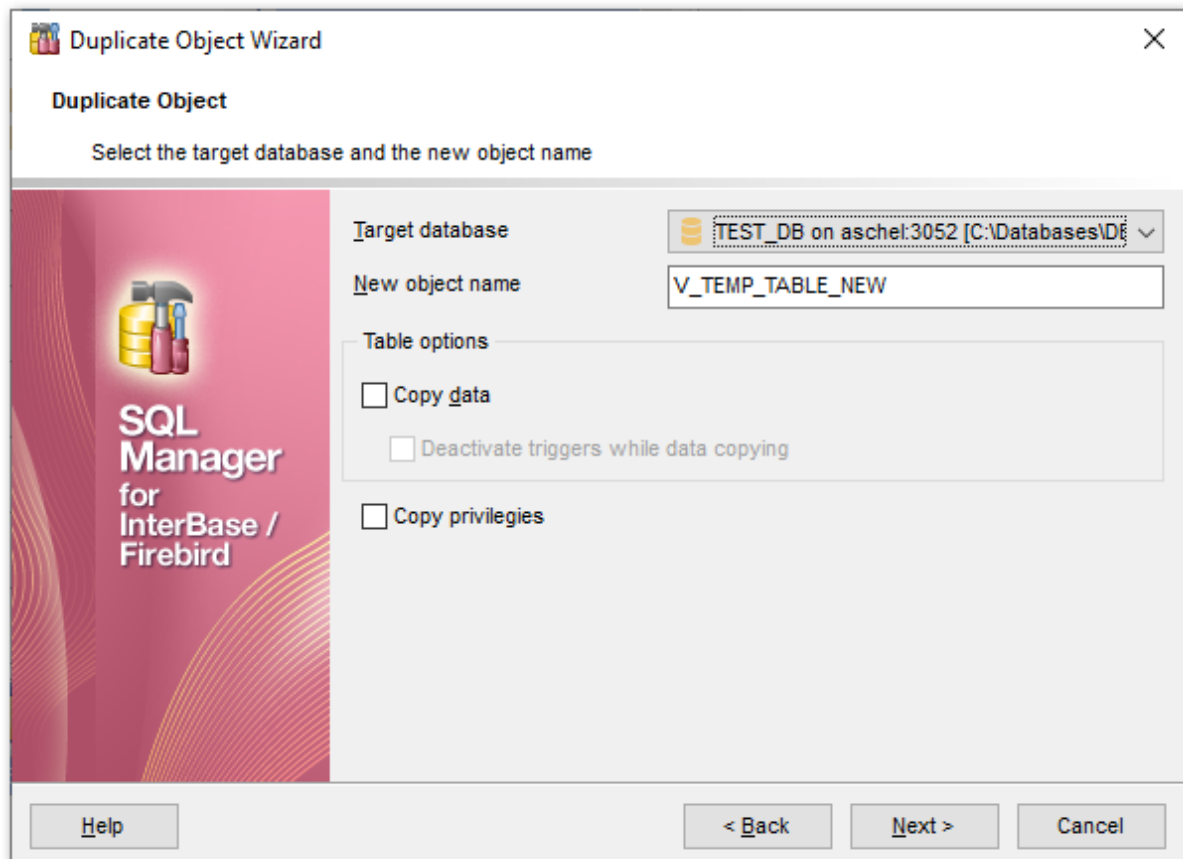 Duplicate Object Wizard
Duplicate Object
Select the target database and the new object name
Target database
TEST_DB on aschel:3052 [C:\Databases\DI
New object name
V_TEMP_TABLE_NEW
Table options
Copy data
Deactivate triggers while data copying
Copy privilegies
SQL
Manager
for
InterBase /
Firebird
Help
< Back
Next >
Cancel